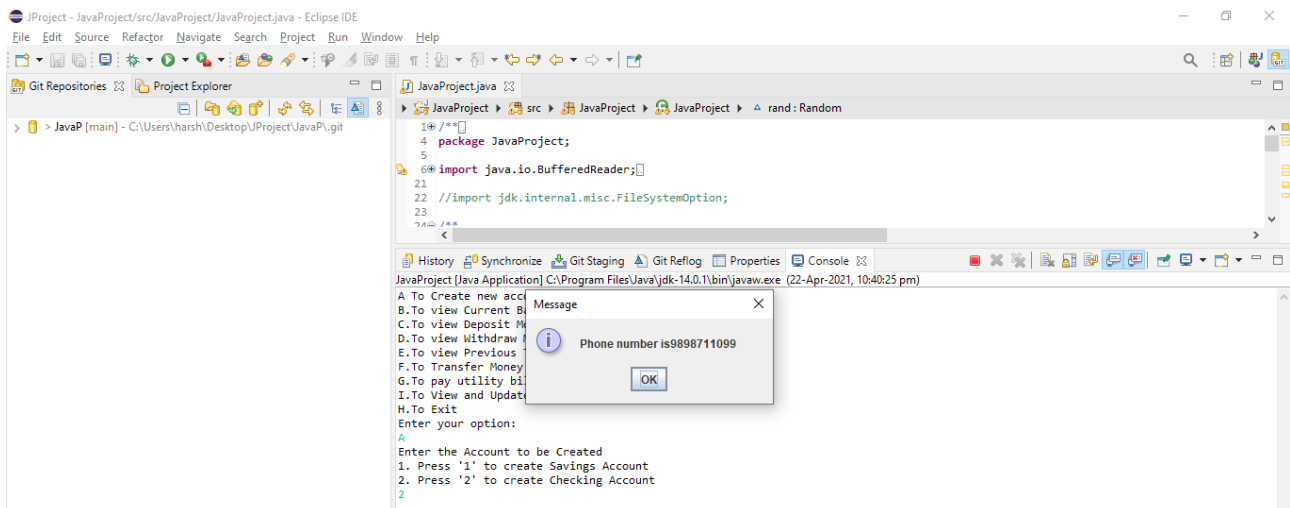 JProject - JavaProject/src/JavaProject/JavaProject.java - Eclipse IDE
File Edit Source Refactor Navigate Search Project Run Window Help
Git Repositories Project Explorer
JavaProject.java
> JavaP [main] - C:\Users\harsh\Desktop\JProject\JavaP\.git
JavaProject src JavaProject JavaProject rand : Random
1 /**
4 package JavaProject;
5
6 import java.io.BufferedReader;
21
22 //import jdk.internal.misc.FileSystemOption;
23
24 /**
History Synchronize Git Staging Git Reflog Properties Console
JavaProject [Java Application] C:\Program Files\Java\jdk-14.0.1\bin\javaw.exe (22-Apr-2021, 10:40:25 pm)
A To Create new acc
B.To view Current Ba
C.To view Deposit Mo
D.To view Withdraw
E.To view Previous
F.To Transfer Money
G.To pay utility bil
I.To View and Update
H.To Exit
Enter your option:
A
Enter the Account to be Created
1. Press '1' to create Savings Account
2. Press '2' to create Checking Account
2
Message
Phone number is9898711099
OK